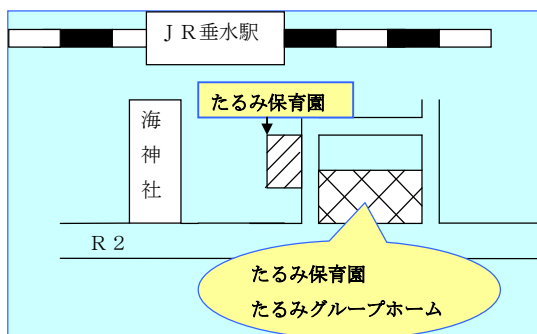 ＪＲ垂水駅
たるみ保育園
海神社
Ｒ２
たるみ保育園
たるみグループホーム